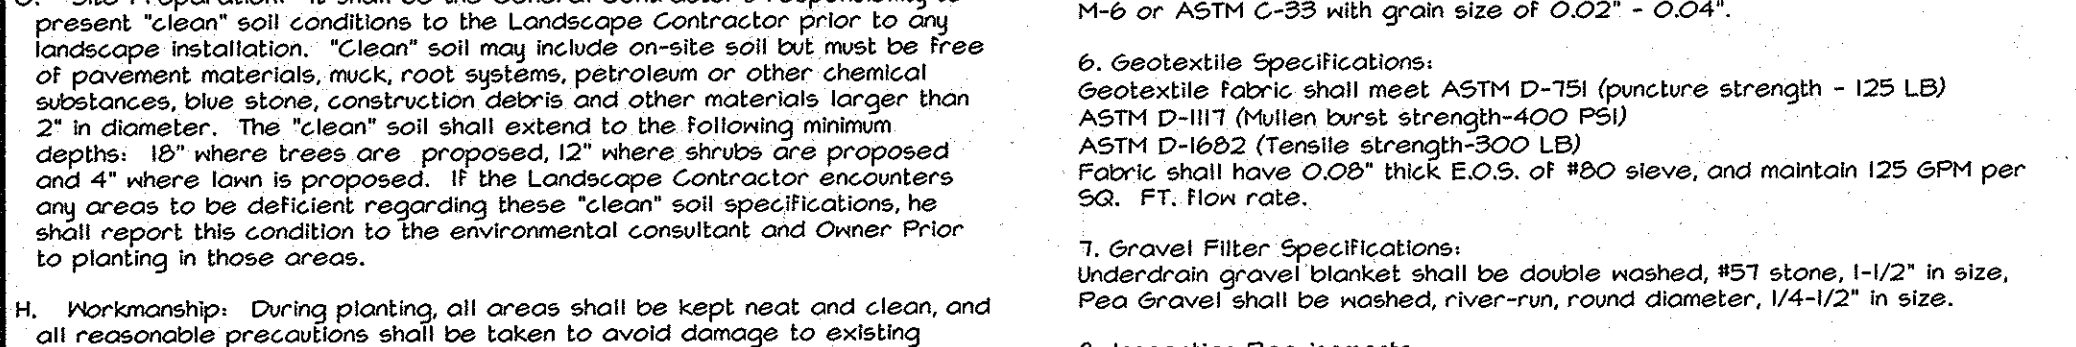 present "clean" soil conditions to the Landscape Contractor prior to any
landscape installation. "Clean" soil may include on-site soil but must be free
of pavement materials, muck, root systems, petroleum or other chemical
substances, blue stone, construction debris and other materials larger than
2" in diameter. The "clean" soil shall extend to the following minimum
depths: 18" where trees are proposed, 12" where shrubs are proposed
and 4" where lawn is proposed. If the Landscape Contractor encounters
any areas to be deficient regarding these "clean" soil specifications, he
shall report this condition to the environmental consultant and Owner Prior
to planting in those areas.
H. Workmanship: During planting, all areas shall be kept neat and clean, and
all reasonable precautions shall be taken to avoid damage to existing
M-6 or ASTM C-33 with grain size of 0.02" - 0.04".
6. Geotextile Specifications:
Geotextile fabric shall meet ASTM D-751 (puncture strength - 125 LB)
ASTM D-1117 (Mullen burst strength-400 PSI)
ASTM D-1682 (Tensile strength-300 LB)
Fabric shall have 0.08" thick E.O.S. of #80 sieve, and maintain 125 GPM per
SQ. FT. flow rate.
7. Gravel Filter Specifications:
Underdrain gravel blanket shall be double washed, #57 stone, 1-1/2" in size,
Pea Gravel shall be washed, river-run, round diameter, 1/4-1/2" in size.